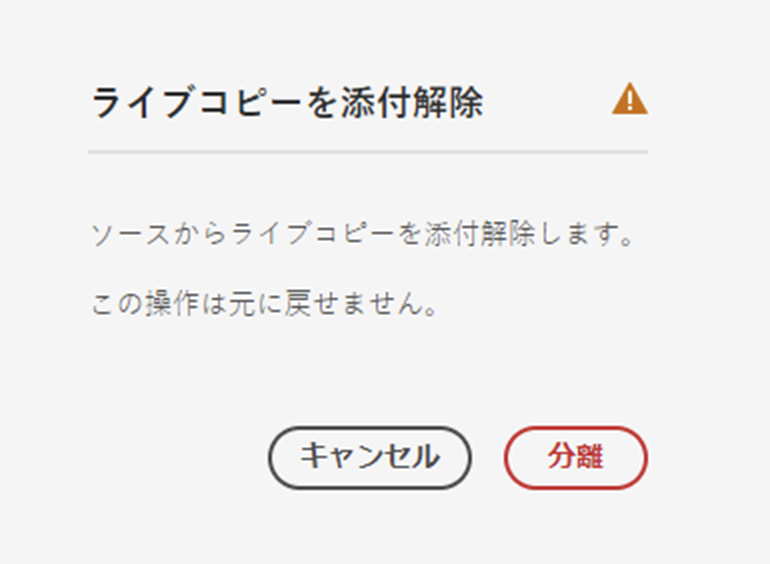 ライブコピーを添付解除
ソースからライブコピーを添付解除します。
この操作は元に戻せません。
キャンセル
分離